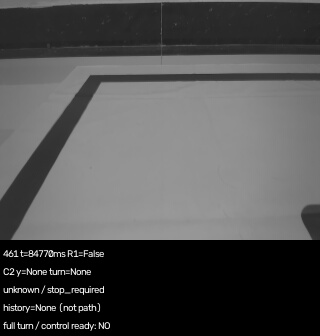 461 t=84770ms R1=False
C2 y=None turn=None
unknown / stop_required
history=None (not path)
full turn / control ready: NO